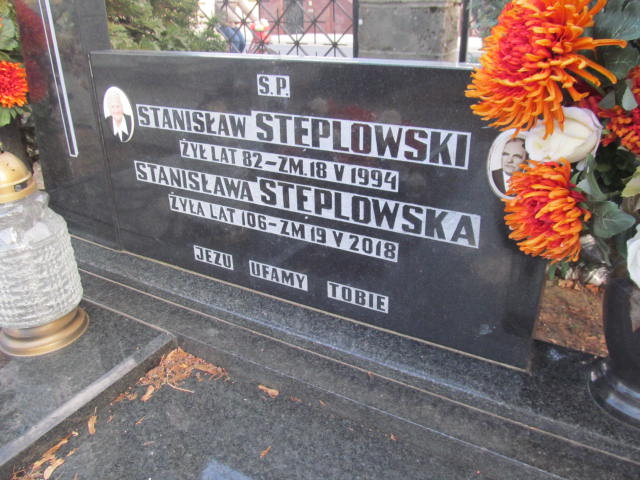 Ś.P.
STANISŁAW STEPLOWSKI
ŻYŁ LAT 82-ZM. 18 V 1994
STANISŁAWA STEPLOWSKA
ŻYŁA LAT 106-ZM 19 V 2018
JEZU UFAMY TOBIE